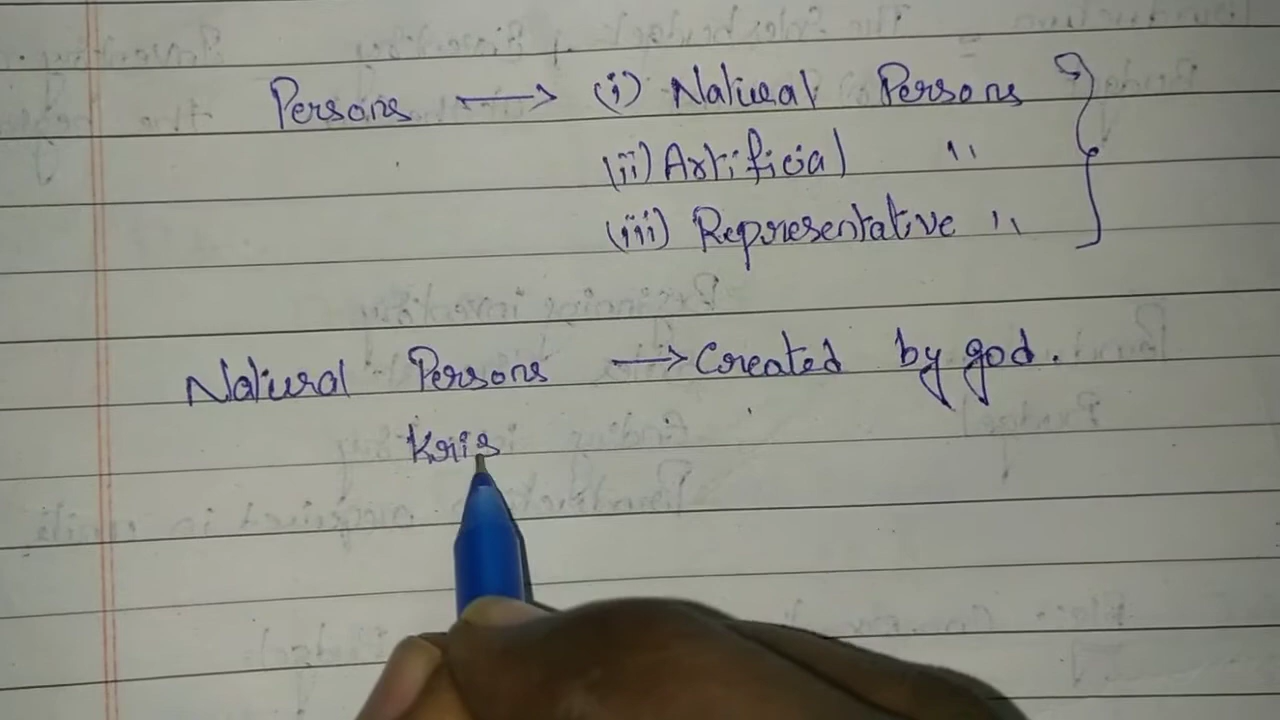 Persons → (i) Natural Persons
(ii) Artificial "
(iii) Representative "
Natural Persons → Created by god.
Kris